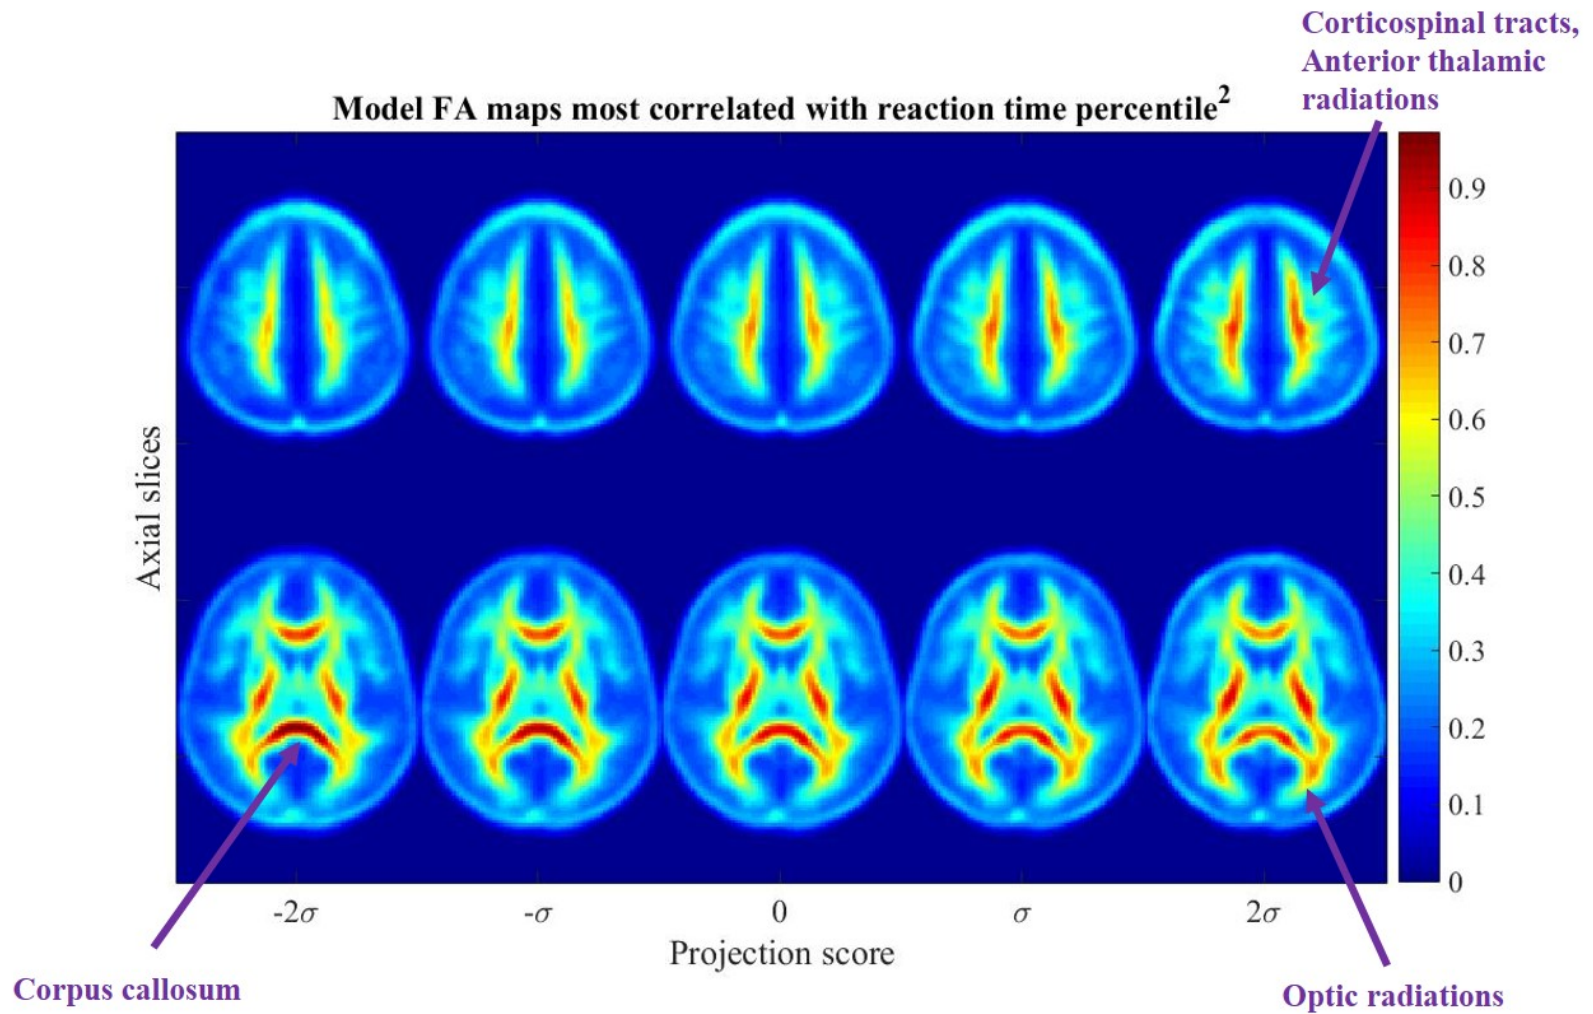 Corticospinal tracts,
Anterior thalamic
radiations
Model FA maps most correlated with reaction time percentile²
0.9
0.8
0.7
0.6
0.5
0.4
0.3
0.2
0.1
0
Axial slices
-2σ
-σ
0
σ
2σ
Projection score
Corpus callosum
Optic radiations